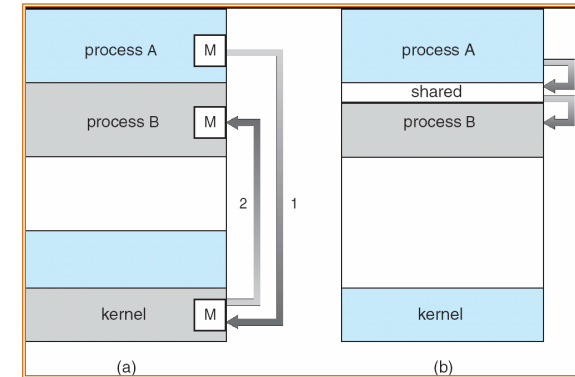 process A
M
process B
M
2
1
kernel
M
(a)
process A
shared
process B
kernel
(b)